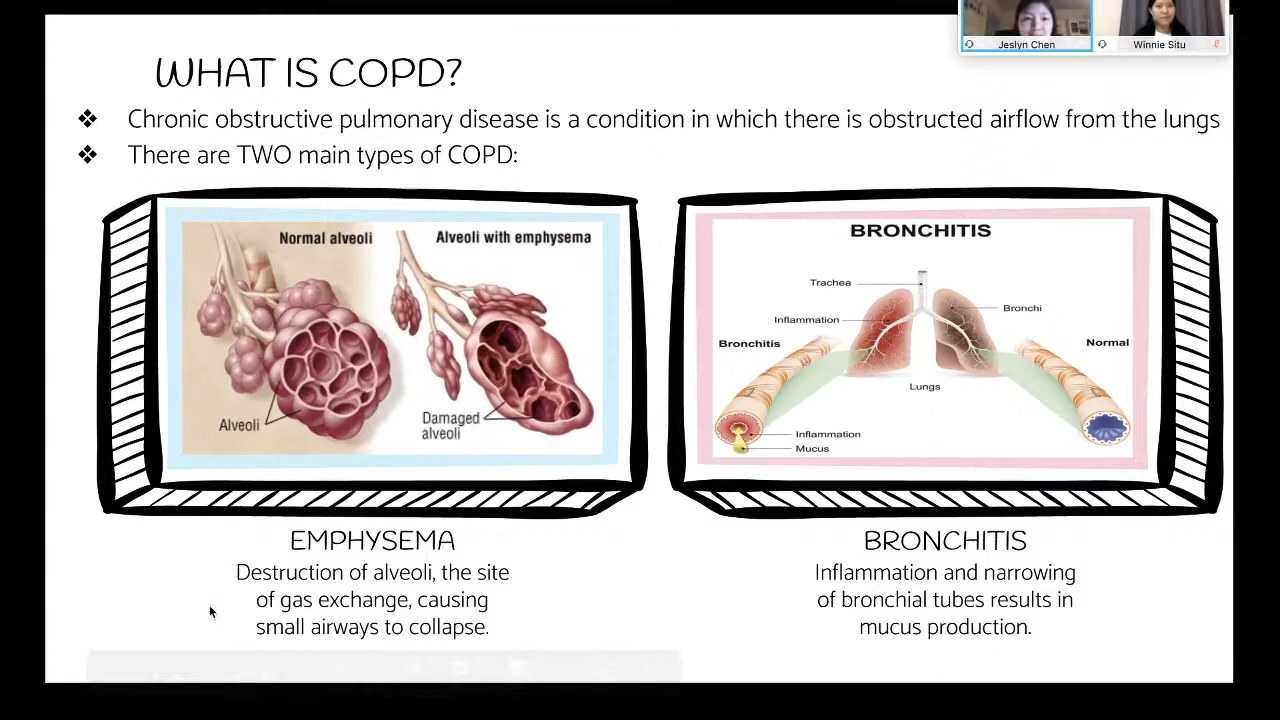 Jeslyn Chen
Winnie Situ
WHAT IS COPD?
❖ Chronic obstructive pulmonary disease is a condition in which there is obstructed airflow from the lungs
❖ There are TWO main types of COPD:
Normal alveoli
Alveoli with emphysema
Alveoli
Damaged
alveoli
BRONCHITIS
Trachea
Inflammation
Bronchi
Bronchitis
Normal
Lungs
Inflammation
Mucus
EMPHYSEMA
Destruction of alveoli, the site
of gas exchange, causing
small airways to collapse.
BRONCHITIS
Inflammation and narrowing
of bronchial tubes results in
mucus production.